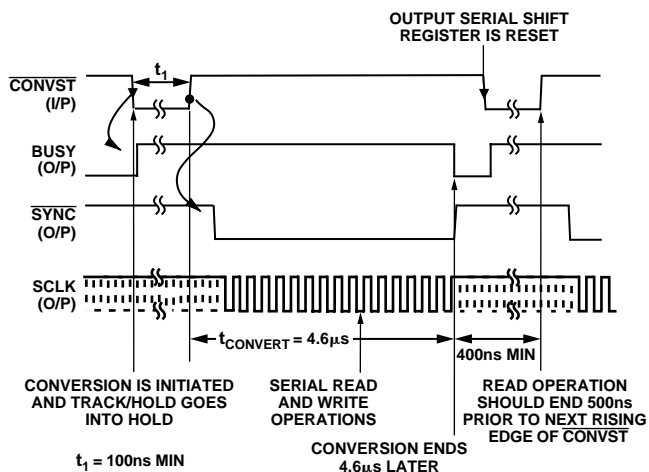 OUTPUT SERIAL SHIFT
REGISTER IS RESET
t1
CONVST
(I/P)
BUSY
(O/P)
SYNC
(O/P)
SCLK
(O/P)
tCONVERT = 4.6µs
400ns MIN
CONVERSION IS INITIATED
AND TRACK/HOLD GOES
INTO HOLD
SERIAL READ
AND WRITE
OPERATIONS
READ OPERATION
SHOULD END 500ns
PRIOR TO NEXT RISING
EDGE OF CONVST
CONVERSION ENDS
4.6µs LATER
t1 = 100ns MIN